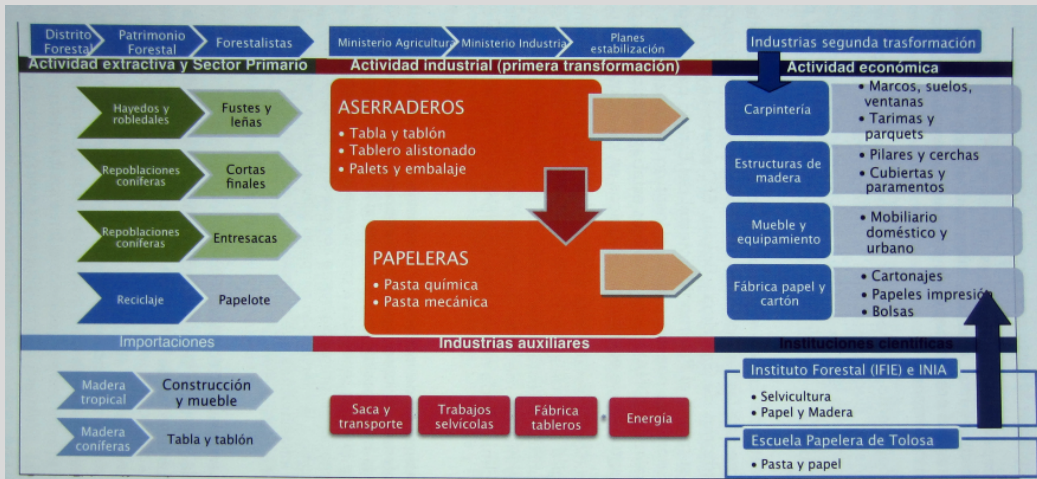 Distrito
Forestal
Patrimonio
Forestal
Forestalistas
Ministerio Agricultura
Ministerio Industria
Planes
estabilización
Industrias segunda trasformación
Actividad extractiva y Sector Primario
Actividad industrial (primera transformación)
Actividad económica
Hayedos y
robledales
Fustes y
leñas
Repoblaciones
coníferas
Cortas
finales
Repoblaciones
coníferas
Entresacas
Reciclaje
Papelote
ASERRADEROS
• Tabla y tablón
• Tablero alistonado
• Palets y embalaje
PAPELERAS
• Pasta química
• Pasta mecánica
Carpintería
• Marcos, suelos,
ventanas
• Tarimas y
parquets
Estructuras de
madera
• Pilares y cerchas
• Cubiertas y
paramentos
Mueble y
equipamiento
• Mobiliario
doméstico y
urbano
Fábrica papel y
cartón
• Cartonajes
• Papeles impresión
• Bolsas
Importaciones
Industrias auxiliares
Instituciones científicas
Madera
tropical
Construcción
y mueble
Madera
coníferas
Tabla y tablón
Saca y
transporte
Trabajos
selvícolas
Fábrica
tableros
Energía
Instituto Forestal (IFIE) e INIA
• Selvicultura
• Papel y Madera
Escuela Papelera de Tolosa
• Pasta y papel